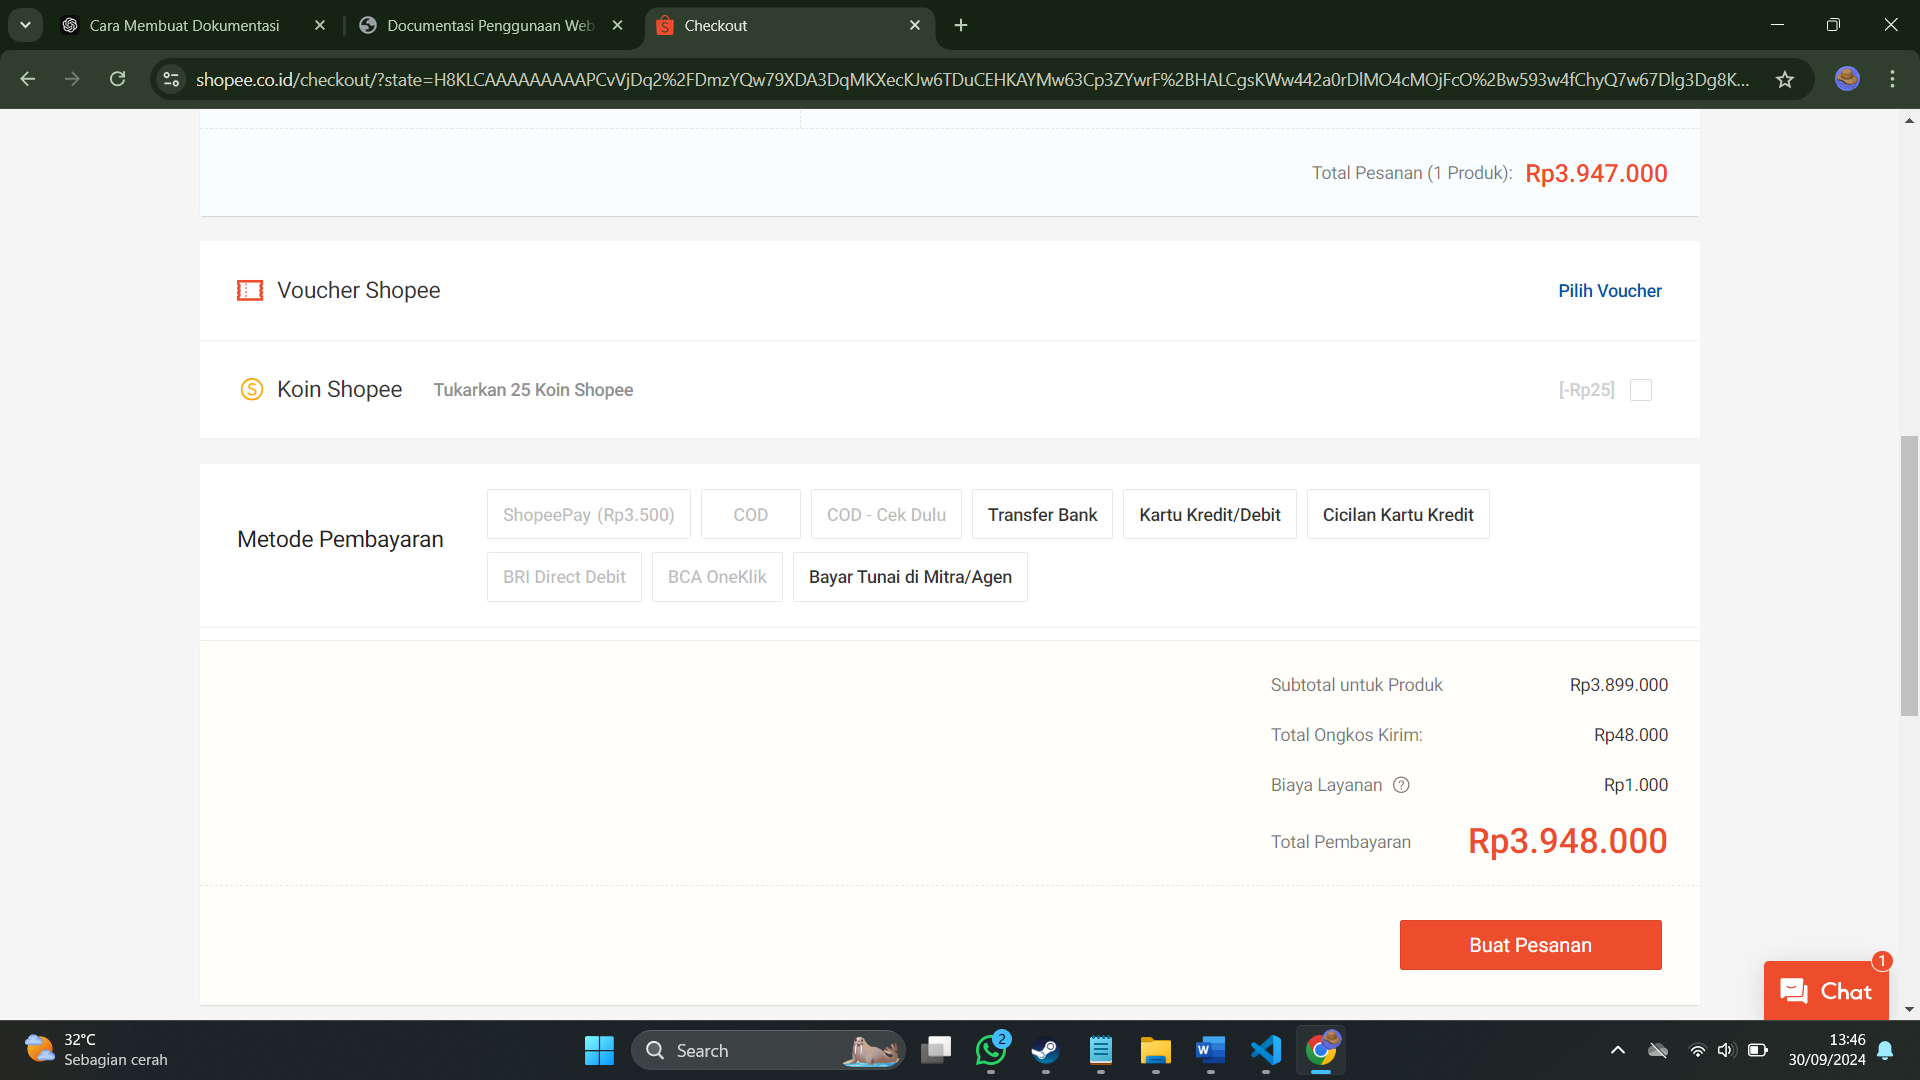 Cara Membuat Dokumentasi
Documentasi Penggunaan Web
Checkout
shopee.co.id/checkout/?state=H8KLCAAAAAAAAAPCvVjDq2%2FDmzYQw79XDA3DqMKXecKJw6TDuCEHKAYMw63Cp3ZYwrF%2BHALCgsKWw442a0rDlMO4cMOjFcO%2Bw593w4fChyQ7w67Dlg3Dg8K...
Total Pesanan (1 Produk): Rp3.947.000
Voucher Shopee
Pilih Voucher
Koin Shopee Tukarkan 25 Koin Shopee [-Rp25]
Metode Pembayaran
ShopeePay (Rp3.500) COD COD - Cek Dulu Transfer Bank Kartu Kredit/Debit Cicilan Kartu Kredit
BRI Direct Debit BCA OneKlik Bayar Tunai di Mitra/Agen
Subtotal untuk Produk Rp3.899.000
Total Ongkos Kirim: Rp48.000
Biaya Layanan ? Rp1.000
Total Pembayaran Rp3.948.000
Buat Pesanan
1
Chat
32°C
Sebagian cerah
Search
2
13:46
30/09/2024